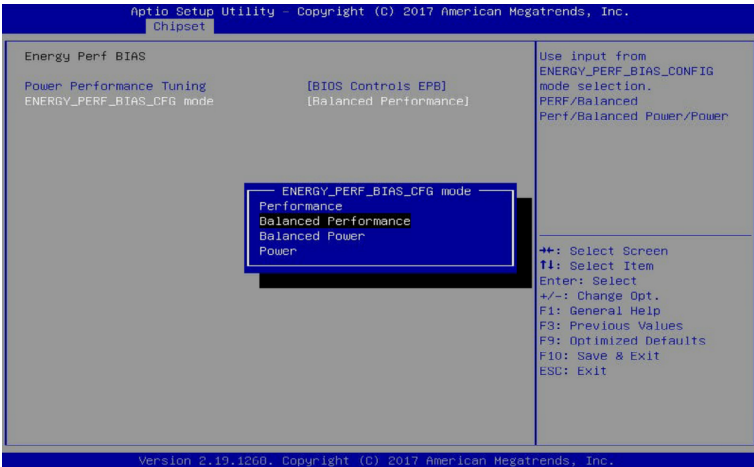 Aptio Setup Utility – Copyright (C) 2017 American Megatrends, Inc.
Chipset
Energy Perf BIAS
Power Performance Tuning [BIOS Controls EPB]
ENERGY_PERF_BIAS_CFG mode [Balanced Performance]
ENERGY_PERF_BIAS_CFG mode
Performance
Balanced Performance
Balanced Power
Power
Use input from
ENERGY_PERF_BIAS_CONFIG
mode selection.
PERF/Balanced
Perf/Balanced Power/Power
→←: Select Screen
↑↓: Select Item
Enter: Select
+/-: Change Opt.
F1: General Help
F3: Previous Values
F9: Optimized Defaults
F10: Save & Exit
ESC: Exit
Version 2.19.1268. Copyright (C) 2017 American Megatrends, Inc.